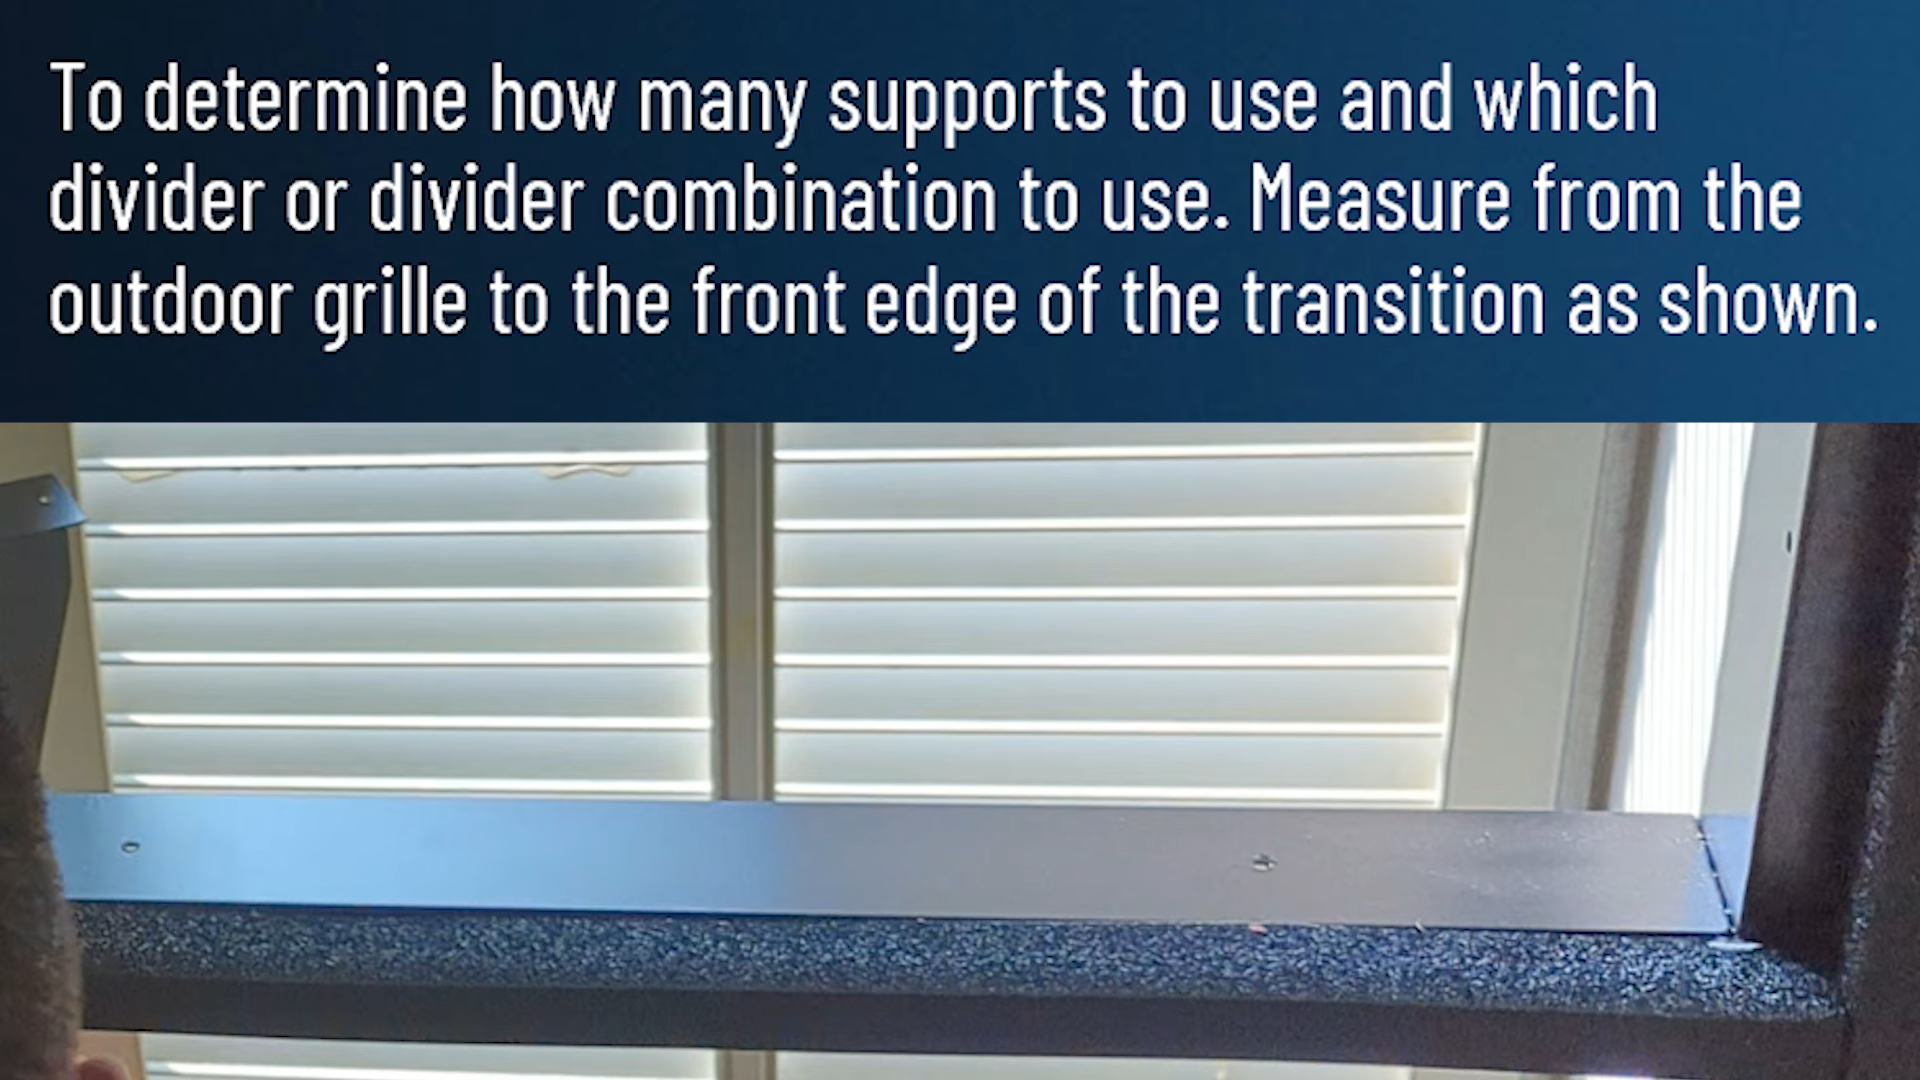 To determine how many supports to use and which
divider or divider combination to use. Measure from the
outdoor grille to the front edge of the transition as shown.